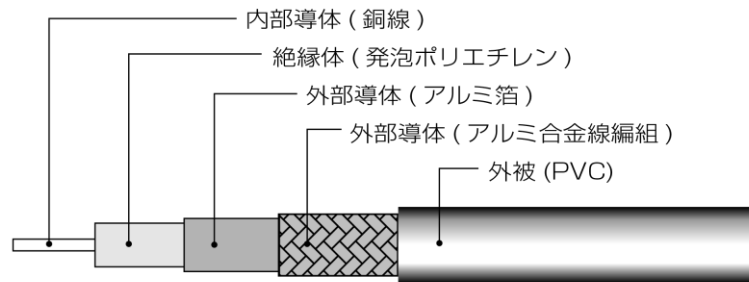 内部導体 ( 銅線 )
絶縁体 ( 発泡ポリエチレン )
外部導体 ( アルミ箔 )
外部導体 ( アルミ合金線編組 )
外被 (PVC)